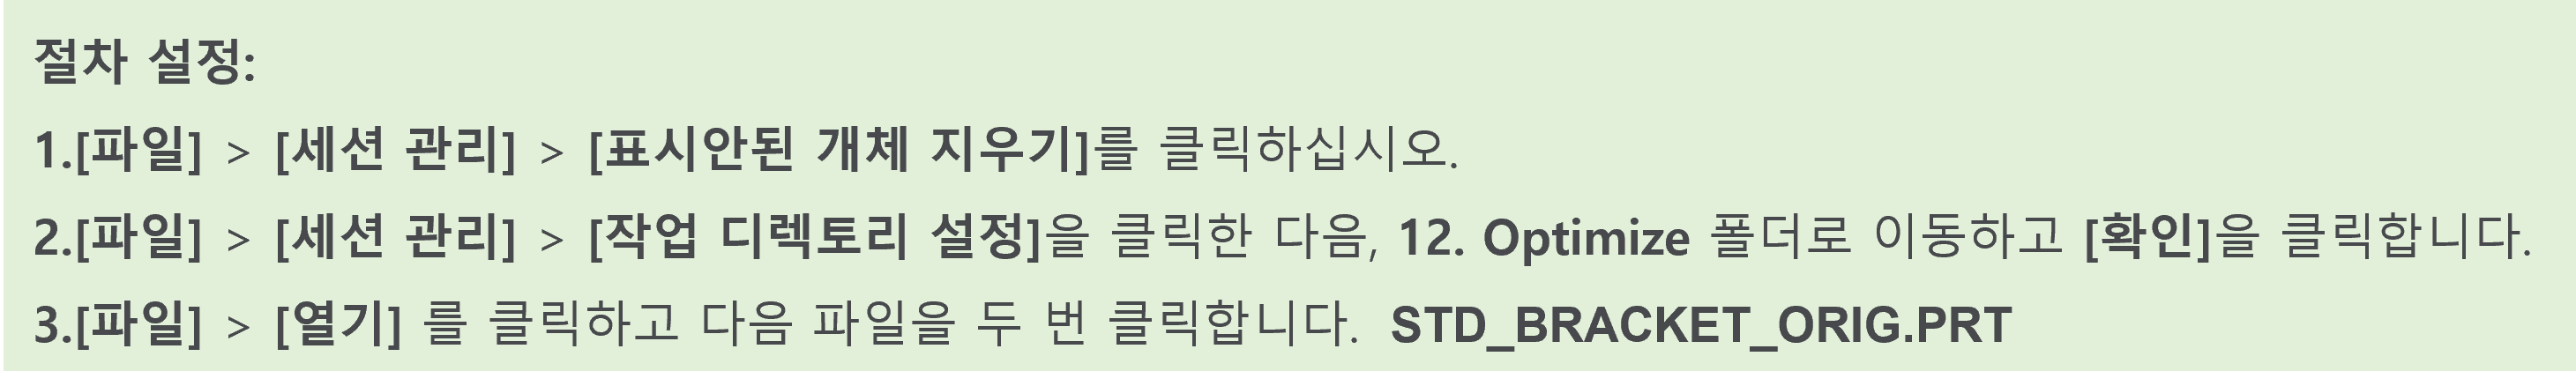 절차 설정:
1.[파일] > [세션 관리] > [표시안된 개체 지우기]를 클릭하십시오.
2.[파일] > [세션 관리] > [작업 디렉토리 설정]을 클릭한 다음, 12. Optimize 폴더로 이동하고 [확인]을 클릭합니다.
3.[파일] > [열기] 를 클릭하고 다음 파일을 두 번 클릭합니다. STD_BRACKET_ORIG.PRT